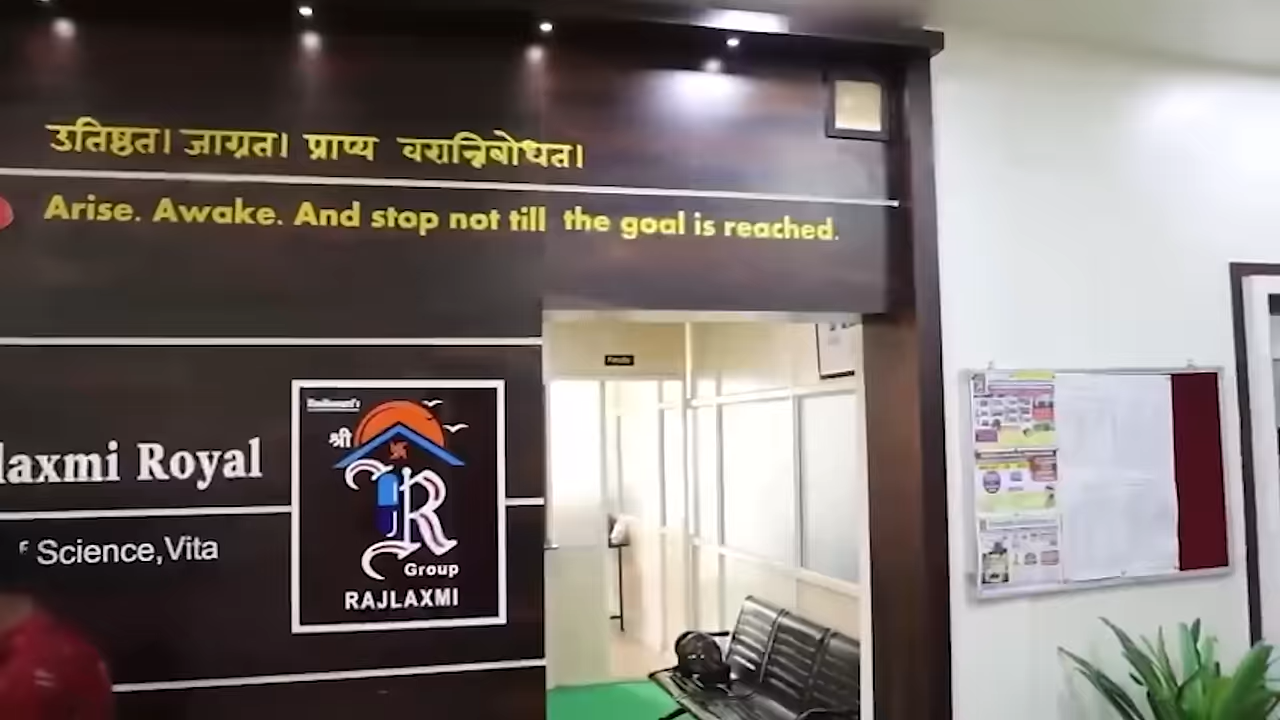 उतिष्ठत। जाग्रत। प्राप्य वरान्निबोधत।
Arise. Awake. And stop not till the goal is reached.
laxmi Royal
Science, Vita
श्री
R
Group
RAJLAXMI